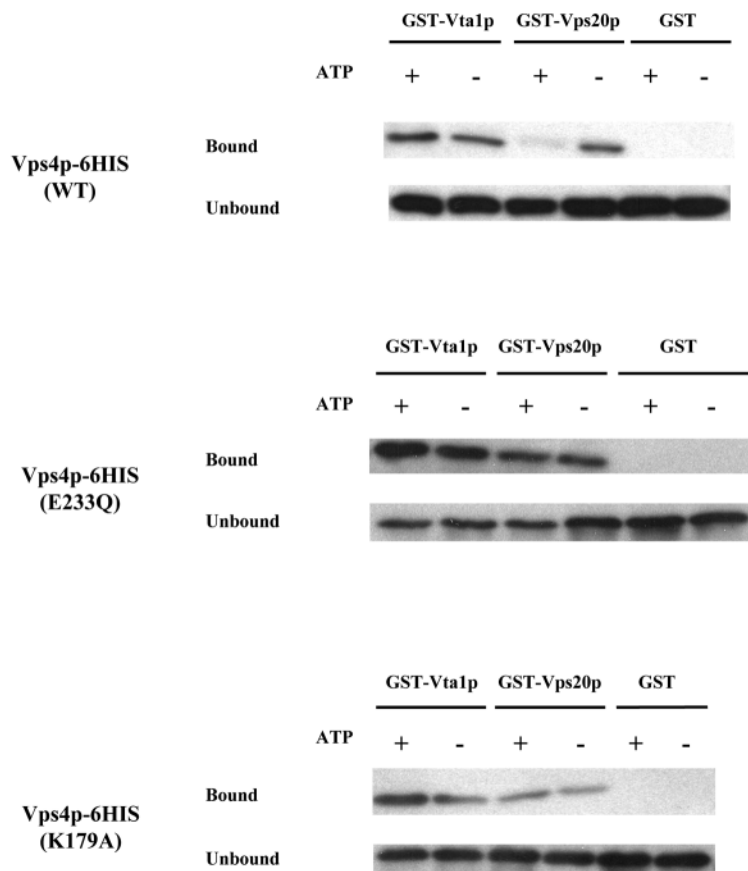 GST-Vta1p GST-Vps20p GST
ATP + - + - + -
Bound
Vps4p-6HIS
(WT)
Unbound
GST-Vta1p GST-Vps20p GST
ATP + - + - + -
Bound
Vps4p-6HIS
(E233Q)
Unbound
GST-Vta1p GST-Vps20p GST
ATP + - + - + -
Bound
Vps4p-6HIS
(K179A)
Unbound